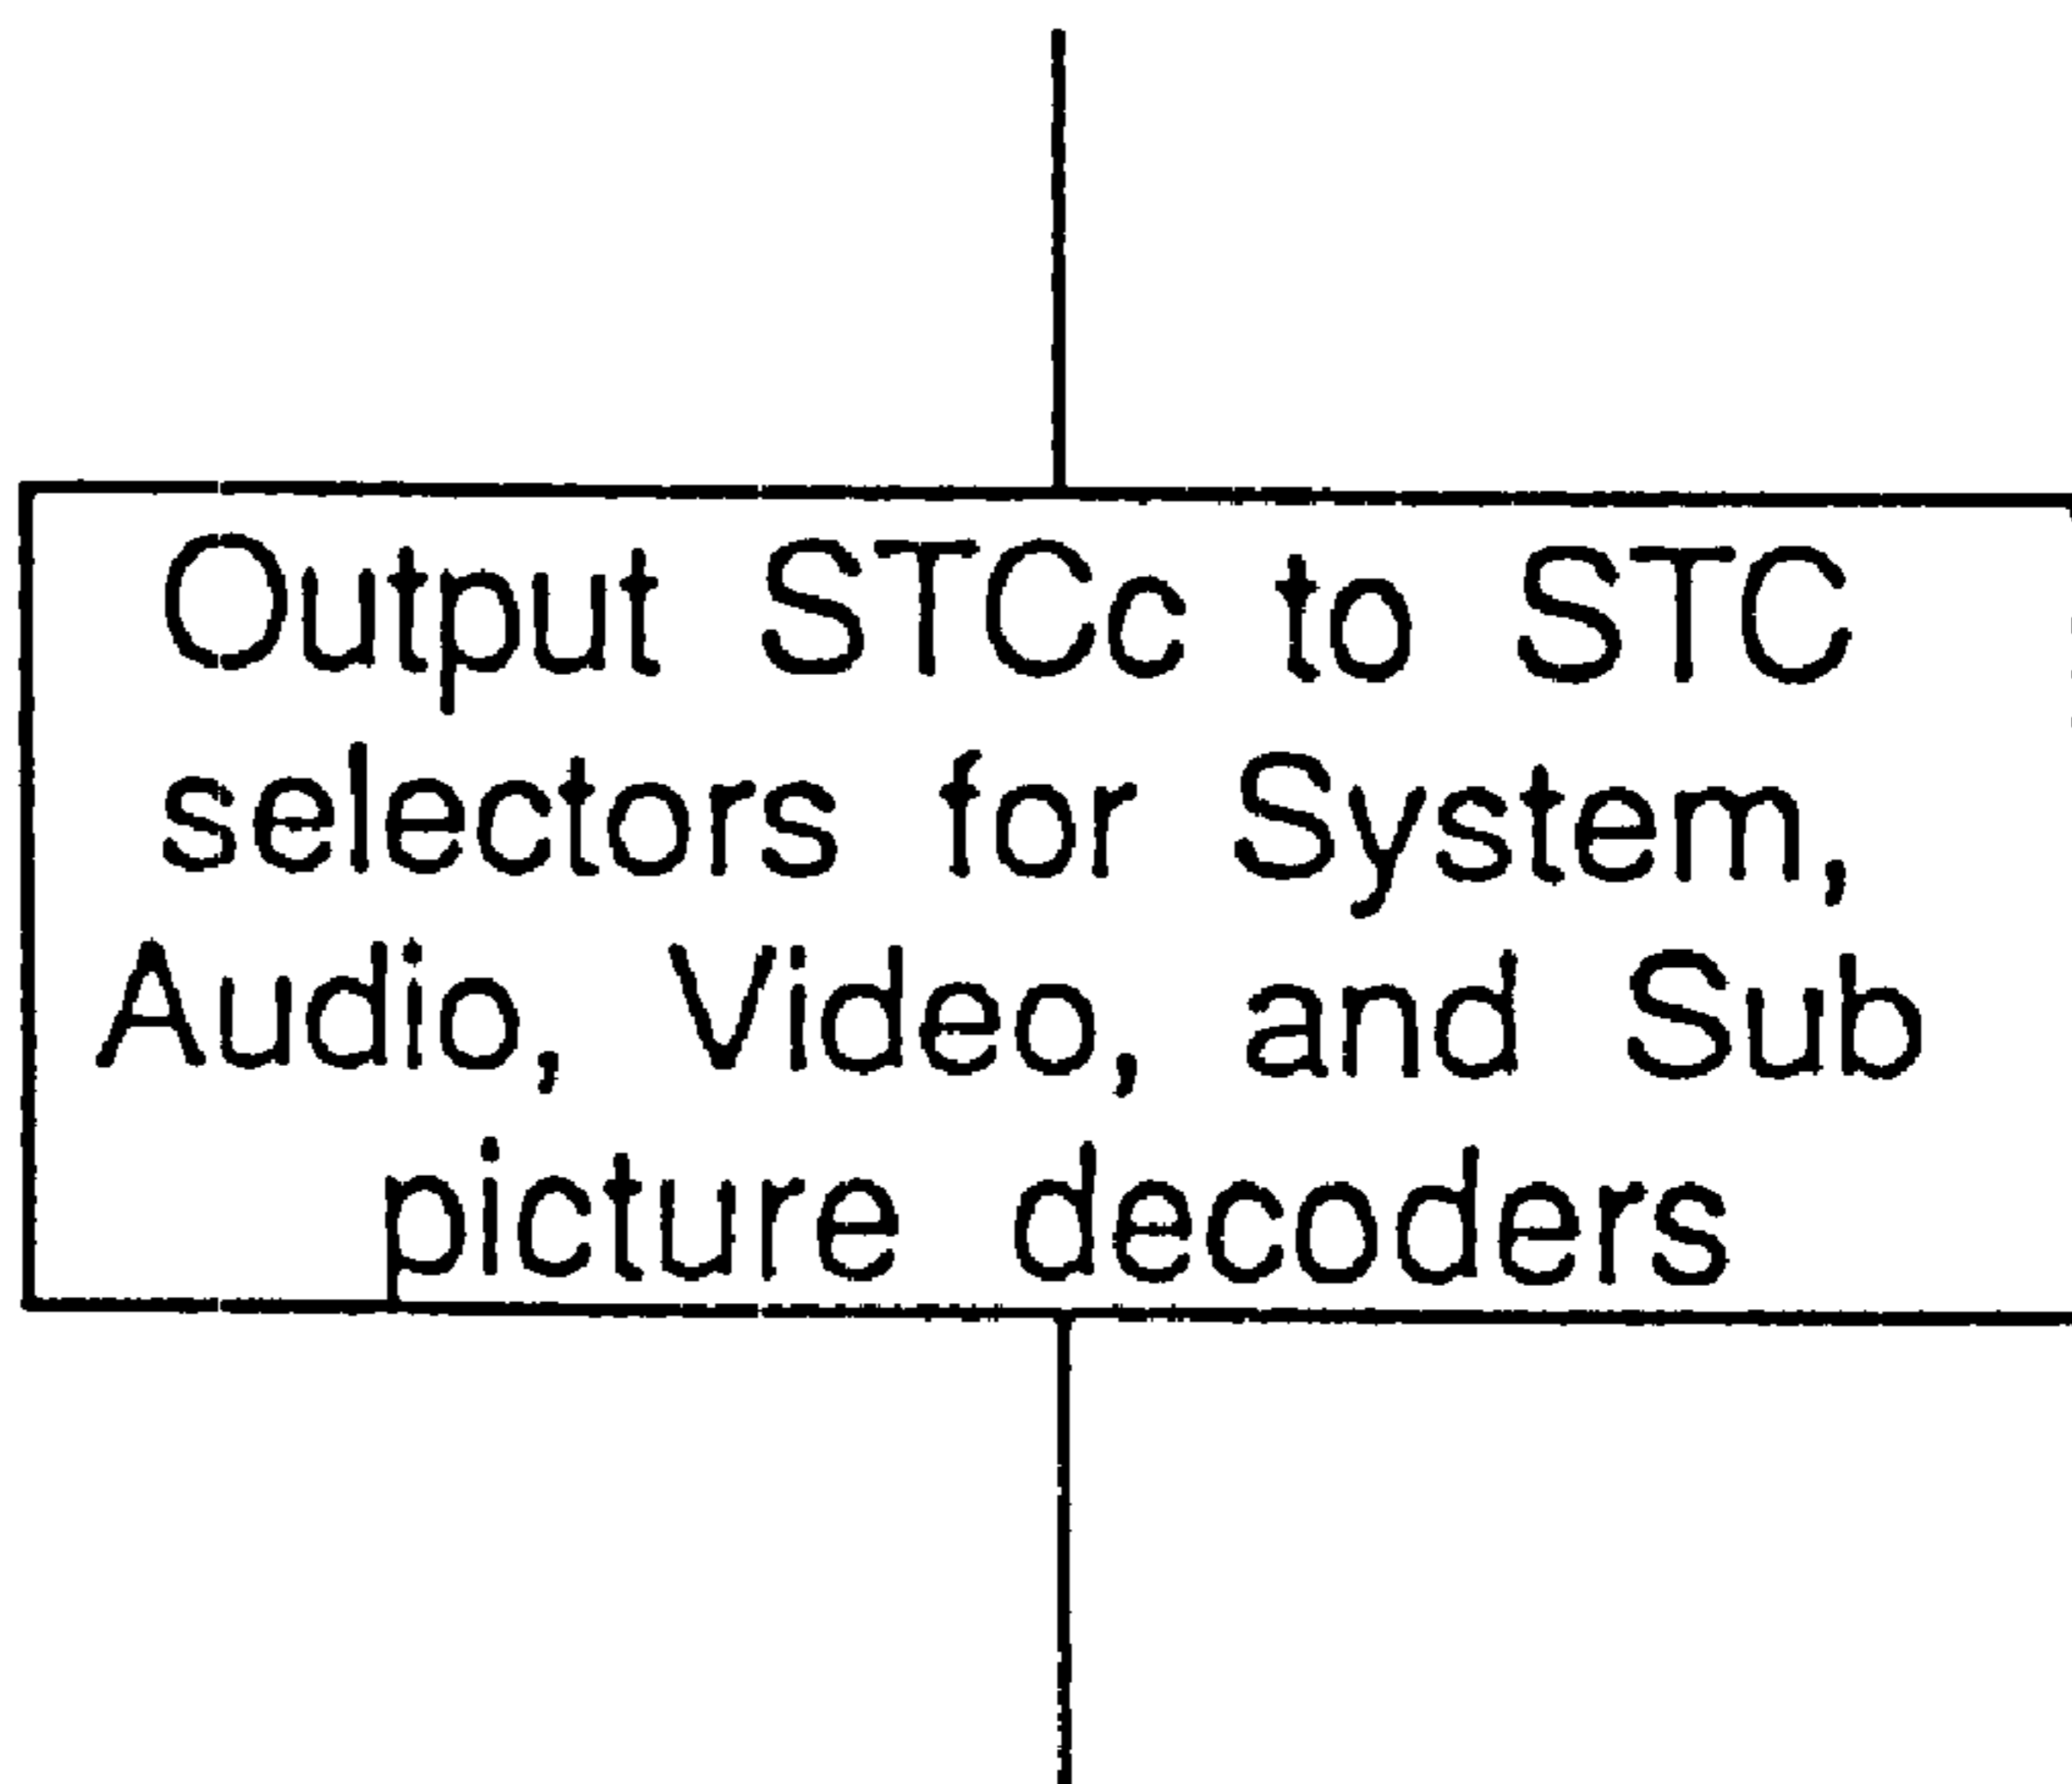 Output STCc to STC
selectors for System,
Audio, Video, and Sub
picture decoders